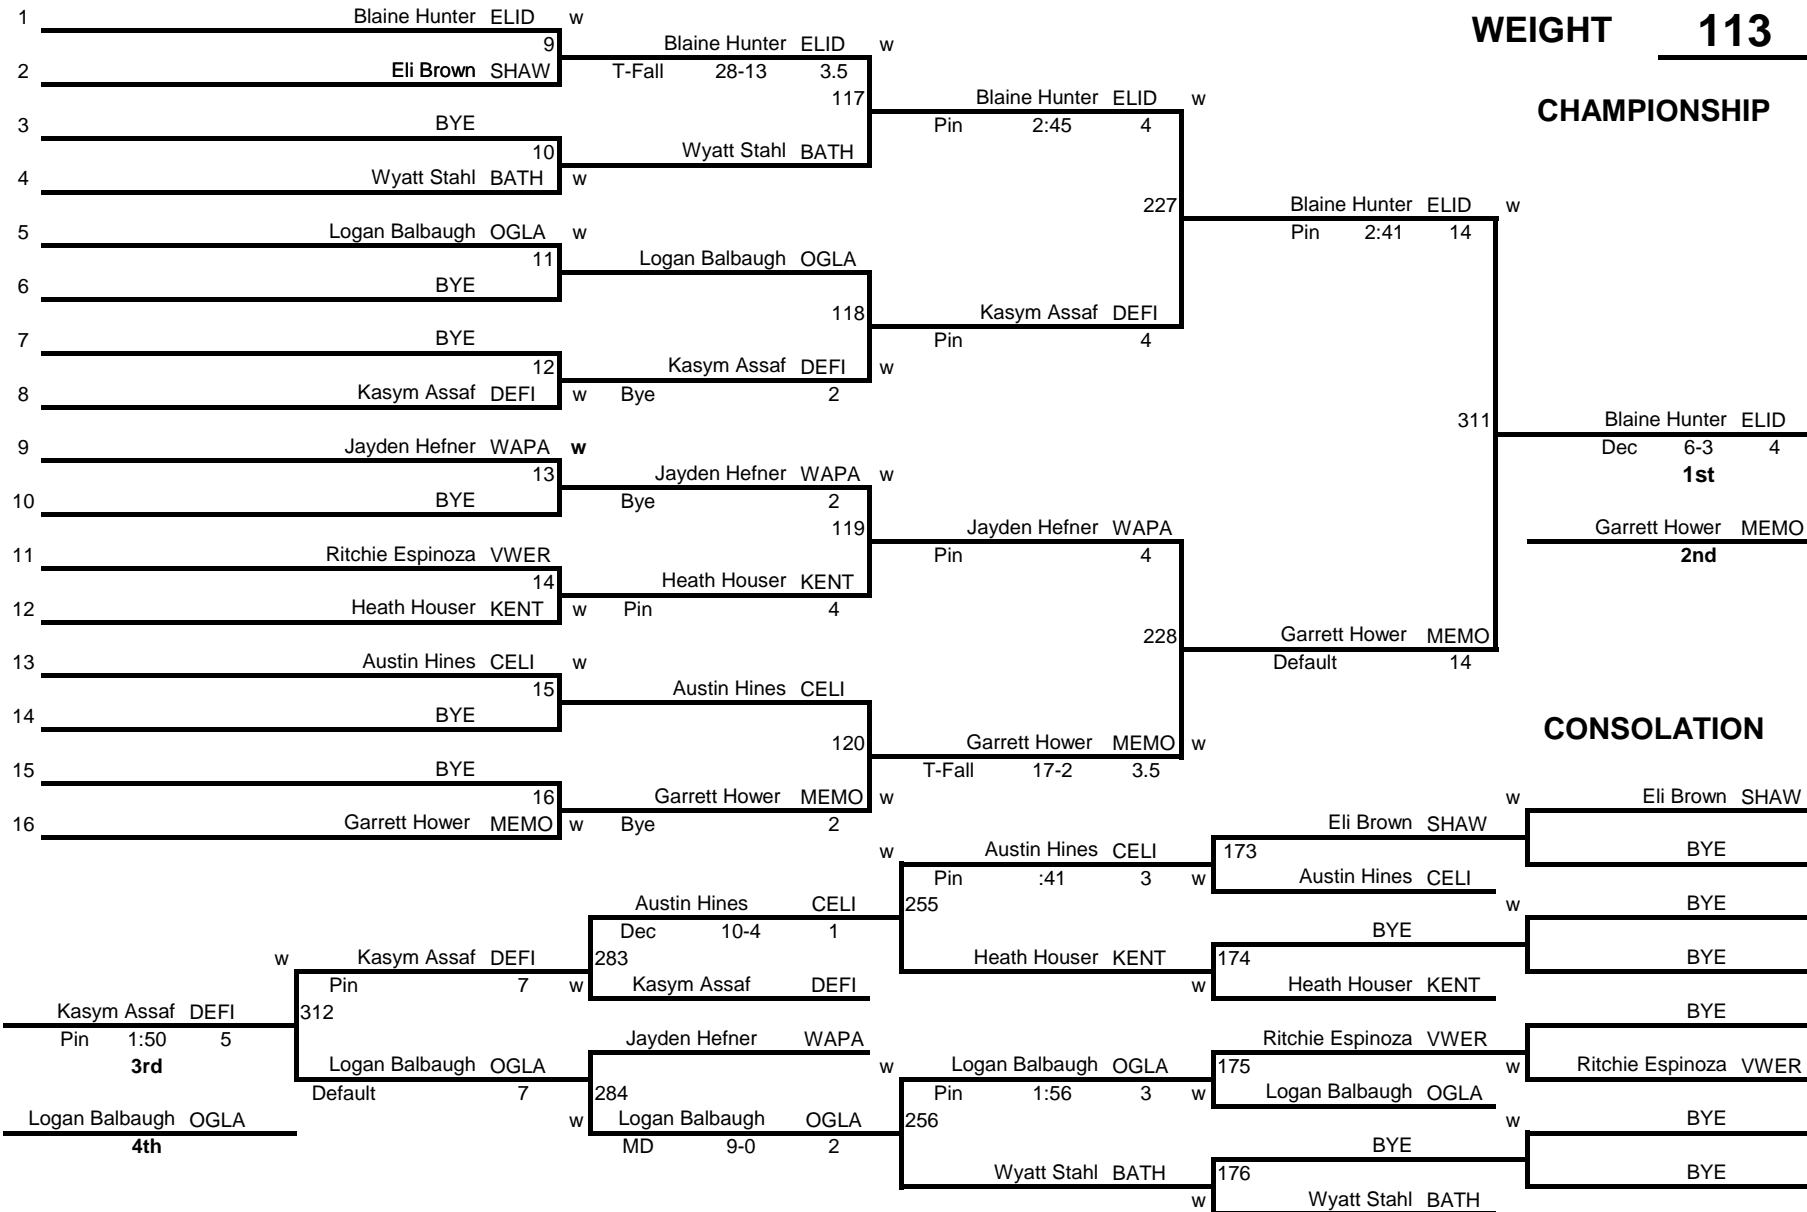 1 Blaine Hunter ELID w
WEIGHT 113
9 Blaine Hunter ELID w
2 Eli Brown SHAW T-Fall 28-13 3.5
117 Blaine Hunter ELID w
CHAMPIONSHIP
3 BYE Pin 2:45 4
10 Wyatt Stahl BATH
4 Wyatt Stahl BATH w
227 Blaine Hunter ELID w
5 Logan Balbaugh OGLA w Pin 2:41 14
11 Logan Balbaugh OGLA
6 BYE
118 Kasym Assaf DEFI
7 BYE Pin 4
12 Kasym Assaf DEFI w
8 Kasym Assaf DEFI w Bye 2
311 Blaine Hunter ELID
9 Jayden Hefner WAPA w Dec 6-3 4
13 Jayden Hefner WAPA w 1st
10 BYE Bye 2
119 Jayden Hefner WAPA Garrett Hower MEMO
11 Ritchie Espinoza VWER Pin 4 2nd
14 Heath Houser KENT
12 Heath Houser KENT w Pin 4
228 Garrett Hower MEMO
13 Austin Hines CELI w Default 14
15 Austin Hines CELI
14 BYE
CONSOLATION
120 Garrett Hower MEMO w
15 BYE T-Fall 17-2 3.5
16 Garrett Hower MEMO w w Eli Brown SHAW
16 Garrett Hower MEMO w Bye 2 Eli Brown SHAW
w Austin Hines CELI 173 BYE
Pin :41 3 w Austin Hines CELI
Austin Hines CELI 255 w BYE
Dec 10-4 1 BYE
w Kasym Assaf DEFI 283 Heath Houser KENT 174 BYE
Pin 7 w Kasym Assaf DEFI w Heath Houser KENT
Kasym Assaf DEFI 312 BYE
Pin 1:50 5 Jayden Hefner WAPA Ritchie Espinoza VWER
3rd Logan Balbaugh OGLA w Logan Balbaugh OGLA 175 w Ritchie Espinoza VWER
Default 7 284 Pin 1:56 3 w Logan Balbaugh OGLA
Logan Balbaugh OGLA w Logan Balbaugh OGLA 256 w BYE
4th MD 9-0 2 BYE
Wyatt Stahl BATH 176 BYE
w Wyatt Stahl BATH